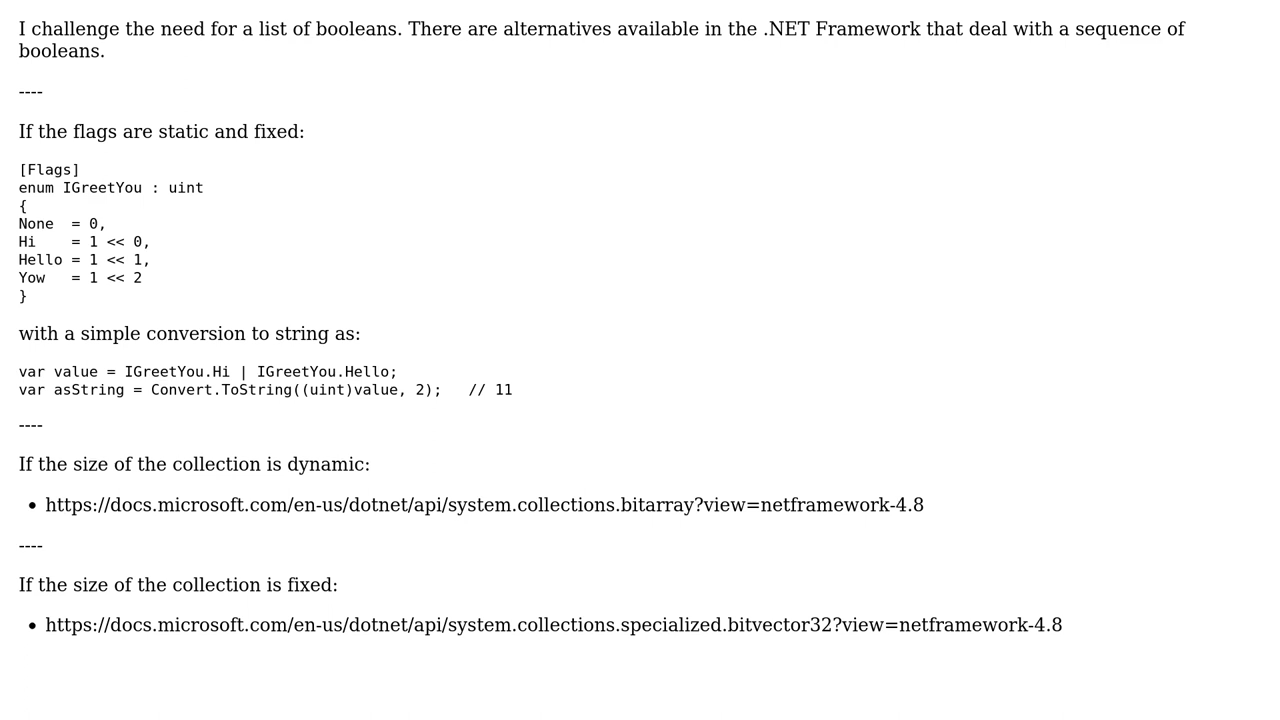 I challenge the need for a list of booleans. There are alternatives available in the .NET Framework that deal with a sequence of
booleans.
----
If the flags are static and fixed:
[Flags]
enum IGreetYou : uint
{
None  = 0,
Hi    = 1 << 0,
Hello = 1 << 1,
Yow   = 1 << 2
}
with a simple conversion to string as:
var value = IGreetYou.Hi | IGreetYou.Hello;
var asString = Convert.ToString((uint)value, 2);   // 11
----
If the size of the collection is dynamic:
• https://docs.microsoft.com/en-us/dotnet/api/system.collections.bitarray?view=netframework-4.8
----
If the size of the collection is fixed:
• https://docs.microsoft.com/en-us/dotnet/api/system.collections.specialized.bitvector32?view=netframework-4.8